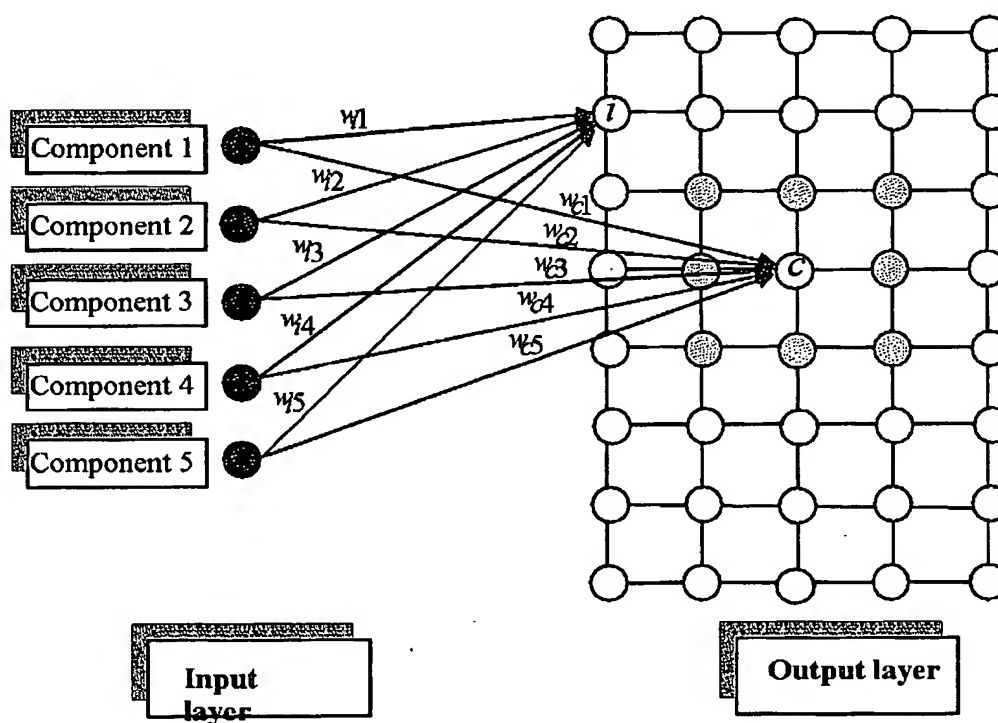 Component 1
Component 2
Component 3
Component 4
Component 5
wl1
wl2
wl3
wl4
wl5
wc1
wc2
wc3
wc4
wc5
l
c
Input
layer
Output layer